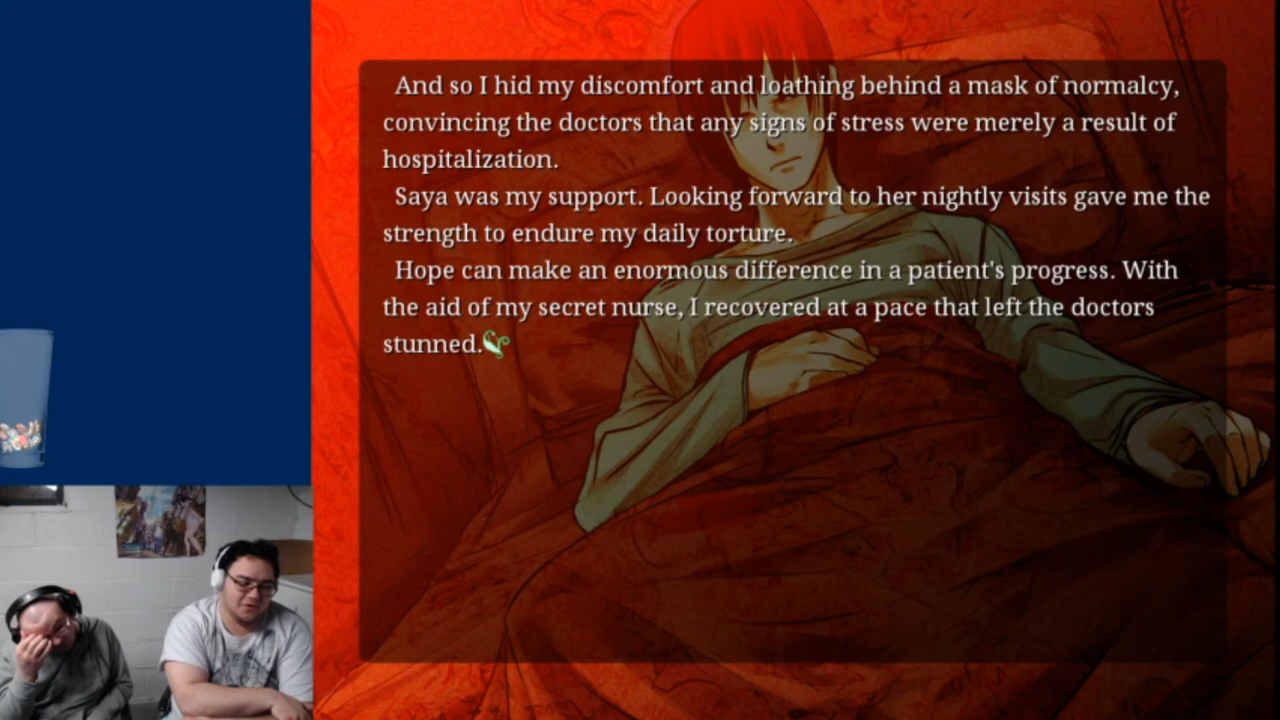 And so I hid my discomfort and loathing behind a mask of normalcy,
convincing the doctors that any signs of stress were merely a result of
hospitalization.
Saya was my support. Looking forward to her nightly visits gave me the
strength to endure my daily torture.
Hope can make an enormous difference in a patient's progress. With
the aid of my secret nurse, I recovered at a pace that left the doctors
stunned.